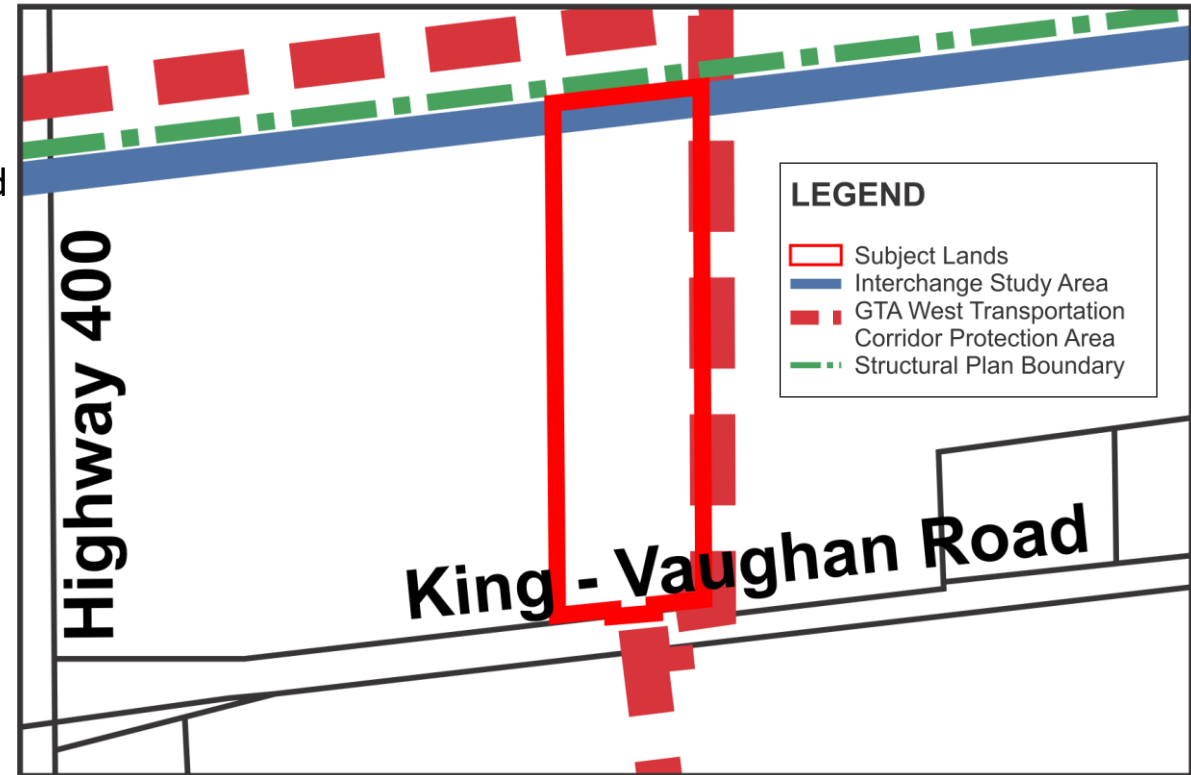 Highway 400
King - Vaughan Road
LEGEND
Subject Lands
Interchange Study Area
GTA West Transportation
Corridor Protection Area
Structural Plan Boundary